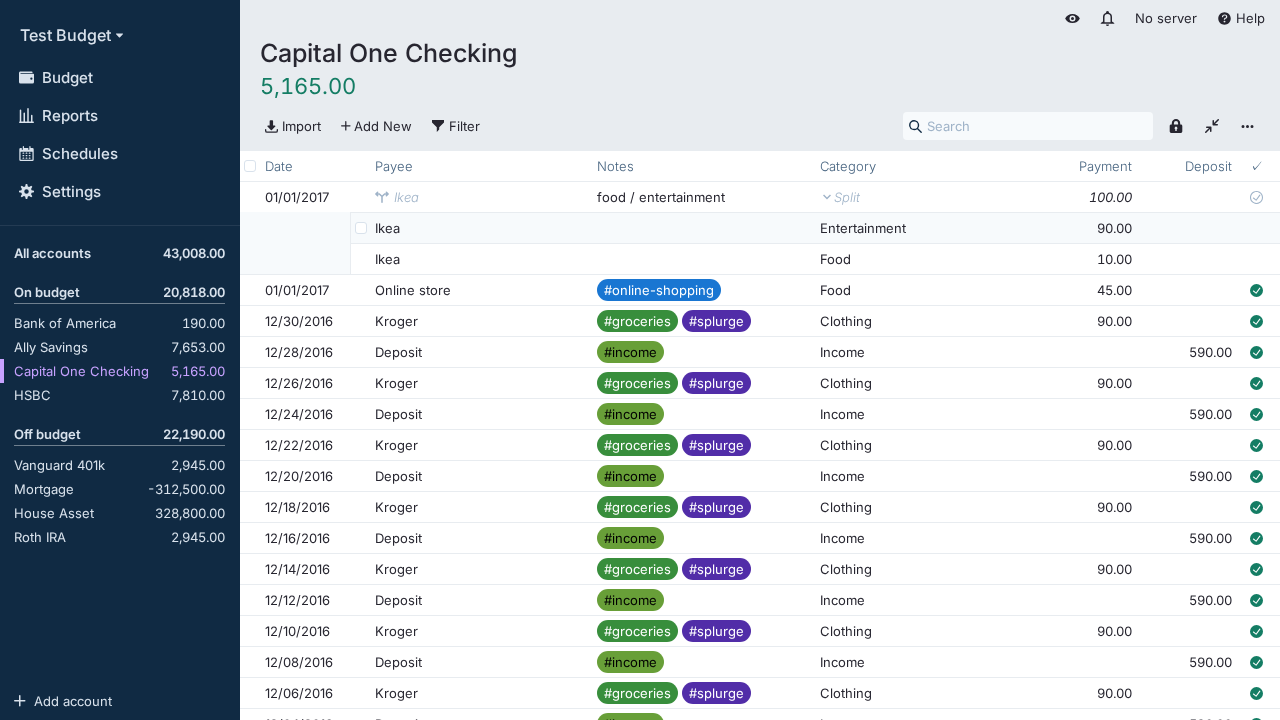 Test Budget
Budget
Reports
Schedules
Settings
All accounts 43,008.00
On budget 20,818.00
Bank of America 190.00
Ally Savings 7,653.00
Capital One Checking 5,165.00
HSBC 7,810.00
Off budget 22,190.00
Vanguard 401k 2,945.00
Mortgage -312,500.00
House Asset 328,800.00
Roth IRA 2,945.00
Add account
No server Help
Capital One Checking
5,165.00
Import Add New Filter Search
Date Payee Notes Category Payment Deposit ✓
01/01/2017 Ikea food / entertainment Split 100.00
Ikea Entertainment 90.00
Ikea Food 10.00
01/01/2017 Online store #online-shopping Food 45.00
12/30/2016 Kroger #groceries #splurge Clothing 90.00
12/28/2016 Deposit #income Income 590.00
12/26/2016 Kroger #groceries #splurge Clothing 90.00
12/24/2016 Deposit #income Income 590.00
12/22/2016 Kroger #groceries #splurge Clothing 90.00
12/20/2016 Deposit #income Income 590.00
12/18/2016 Kroger #groceries #splurge Clothing 90.00
12/16/2016 Deposit #income Income 590.00
12/14/2016 Kroger #groceries #splurge Clothing 90.00
12/12/2016 Deposit #income Income 590.00
12/10/2016 Kroger #groceries #splurge Clothing 90.00
12/08/2016 Deposit #income Income 590.00
12/06/2016 Kroger #groceries #splurge Clothing 90.00